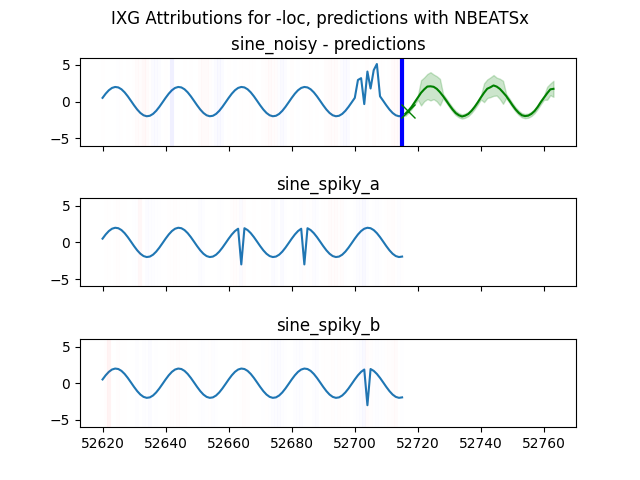 IXG Attributions for -loc, predictions with NBEATSx
sine_noisy - predictions
5
0
−5
sine_spiky_a
5
0
−5
sine_spiky_b
5
0
−5
52620 52640 52660 52680 52700 52720 52740 52760